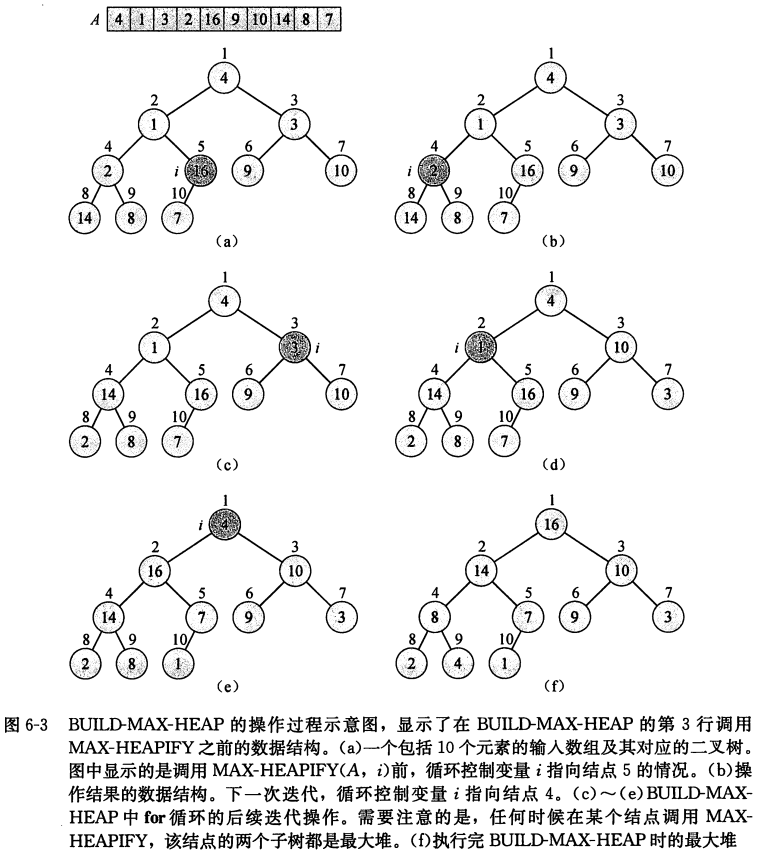 A 4 1 3 2 16 9 10 14 8 7
1 1
4 4
2 3 2 3
1 3 1 3
4 5 6 7 4 5 6 7
2 i 16 9 10 i 2 16 9 10
8 9 10 8 9 10
14 8 7 14 8 7
(a) (b)
1 1
4 4
2 3 2 3
1 3 i i 1 10
4 5 6 7 4 5 6 7
14 16 9 10 14 16 9 3
8 9 10 8 9 10
2 8 7 2 8 7
(c) (d)
1 1
i 4 16
2 3 2 3
16 10 14 10
4 5 6 7 4 5 6 7
14 7 9 3 8 7 9 3
8 9 10 8 9 10
2 8 1 2 4 1
(e) (f)
图 6-3 BUILD-MAX-HEAP 的操作过程示意图，显示了在 BUILD-MAX-HEAP 的第 3 行调用
MAX-HEAPIFY 之前的数据结构。(a)一个包括 10 个元素的输入数组及其对应的二叉树。
图中显示的是调用 MAX-HEAPIFY(A，i)前，循环控制变量 i 指向结点 5 的情况。(b)操
作结果的数据结构。下一次迭代，循环控制变量 i 指向结点 4。(c)～(e)BUILD-MAX-
HEAP 中 for 循环的后续迭代操作。需要注意的是，任何时候在某个结点调用 MAX-
HEAPIFY，该结点的两个子树都是最大堆。(f)执行完 BUILD-MAX-HEAP 时的最大堆